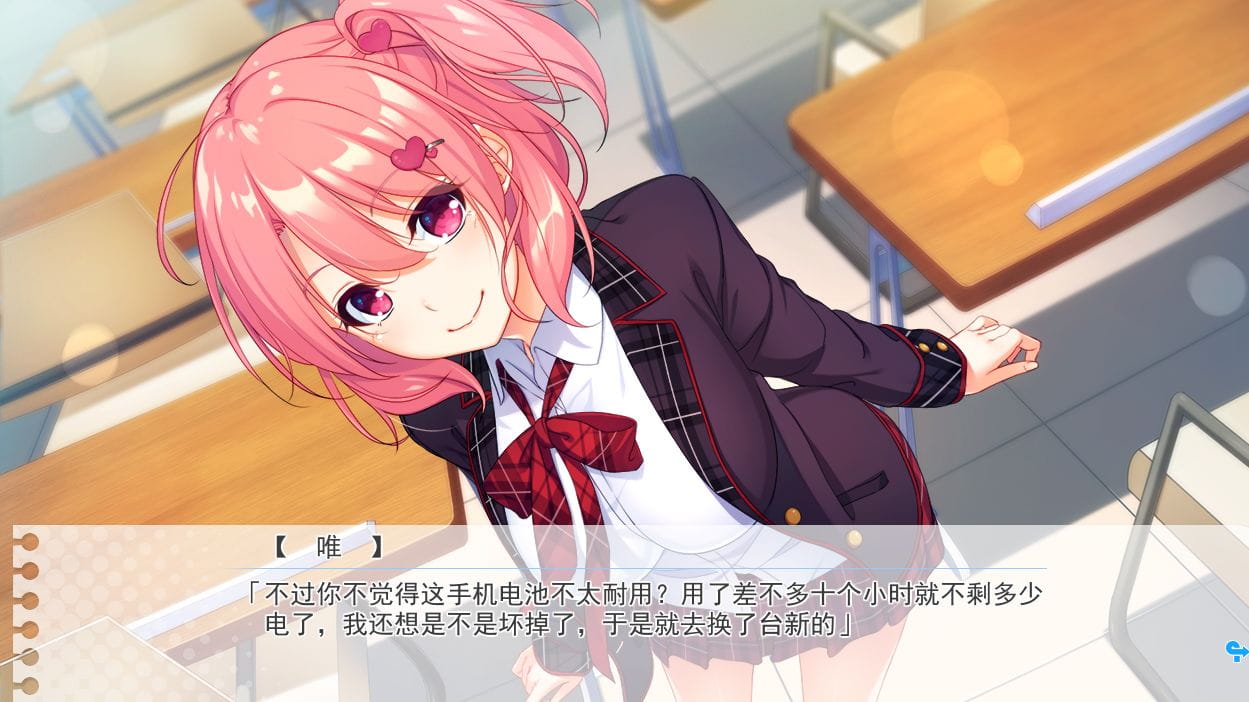 【 唯 】
「不过你不觉得这手机电池不太耐用？用了差不多十个小时就不剩多少
电了，我还想是不是坏掉了，于是就去换了台新的」